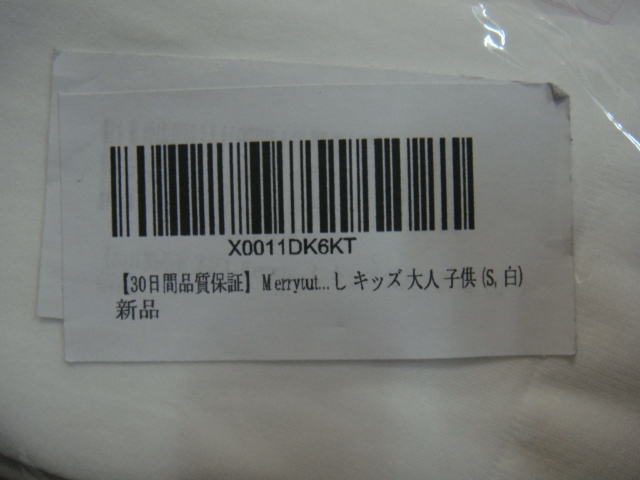 X0011DK6KT
【30日間品質保証】Merrytut...し キッズ 大人 子供 (S, 白)
新品